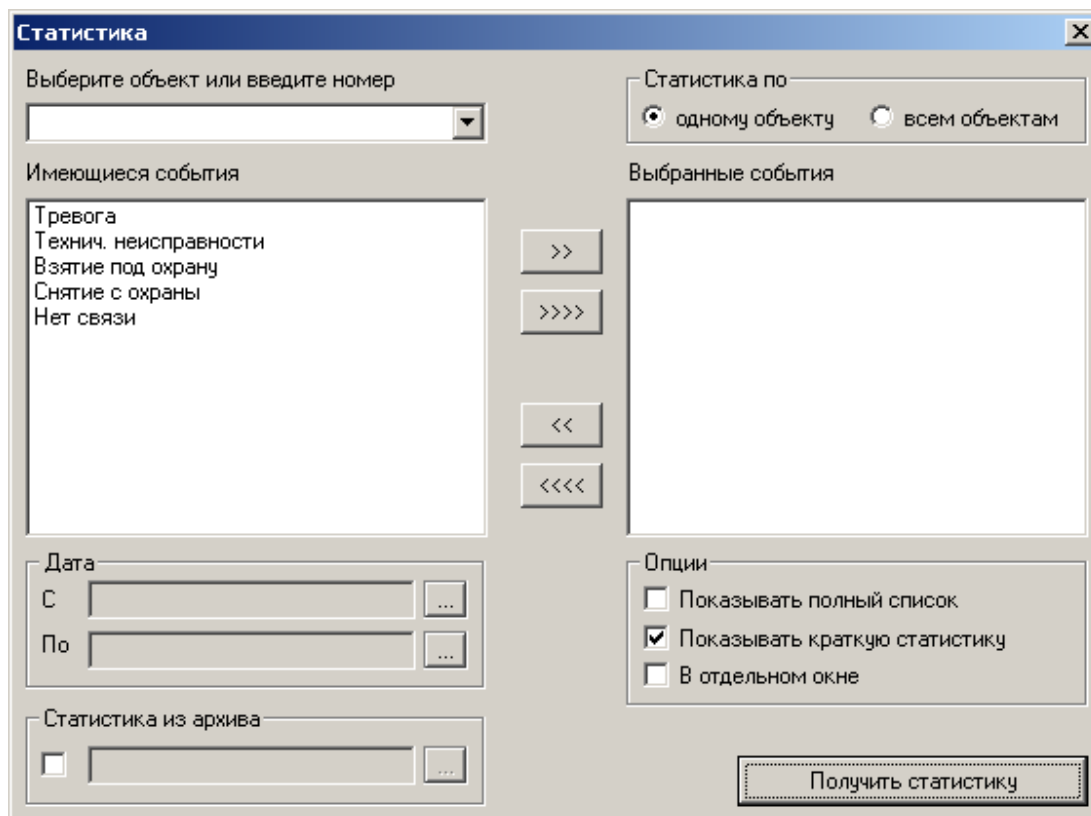 Статистика
Выберите объект или введите номер
Статистика по
одному объекту
всем объектам
Имеющиеся события
Тревога
Технич. неисправности
Взятие под охрану
Снятие с охраны
Нет связи
>>
>>>>
<<
<<<<
Выбранные события
Дата
С
...
По
...
Статистика из архива
...
Опции
Показывать полный список
Показывать краткую статистику
В отдельном окне
Получить статистику